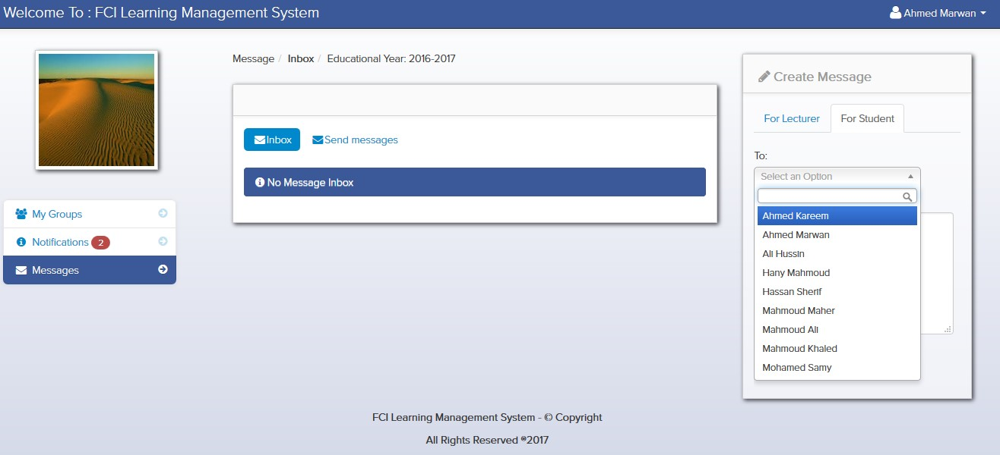 Welcome To : FCI Learning Management System
Ahmed Marwan
Message / Inbox / Educational Year: 2016-2017
My Groups
Notifications 2
Messages
Inbox
Send messages
No Message Inbox
Create Message
For Lecturer
For Student
To:
Select an Option
Ahmed Kareem
Ahmed Marwan
Ali Hussin
Hany Mahmoud
Hassan Sherif
Mahmoud Maher
Mahmoud Ali
Mahmoud Khaled
Mohamed Samy
FCI Learning Management System - © Copyright
All Rights Reserved ®2017